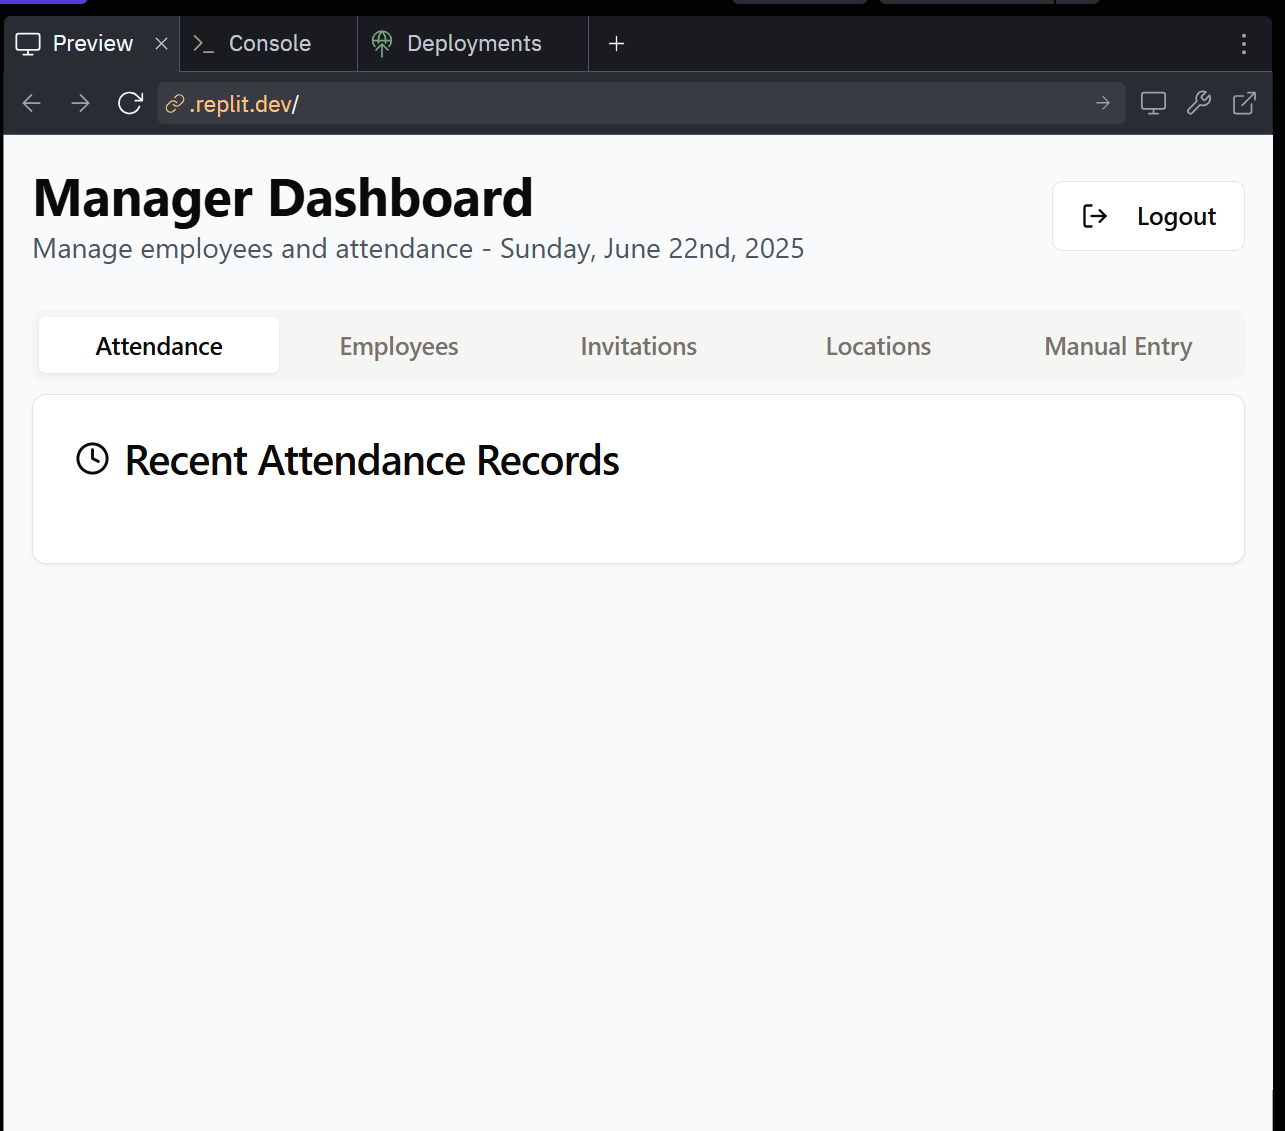 Preview Console Deployments
.replit.dev/
Manager Dashboard
Manage employees and attendance - Sunday, June 22nd, 2025
Logout
Attendance Employees Invitations Locations Manual Entry
Recent Attendance Records